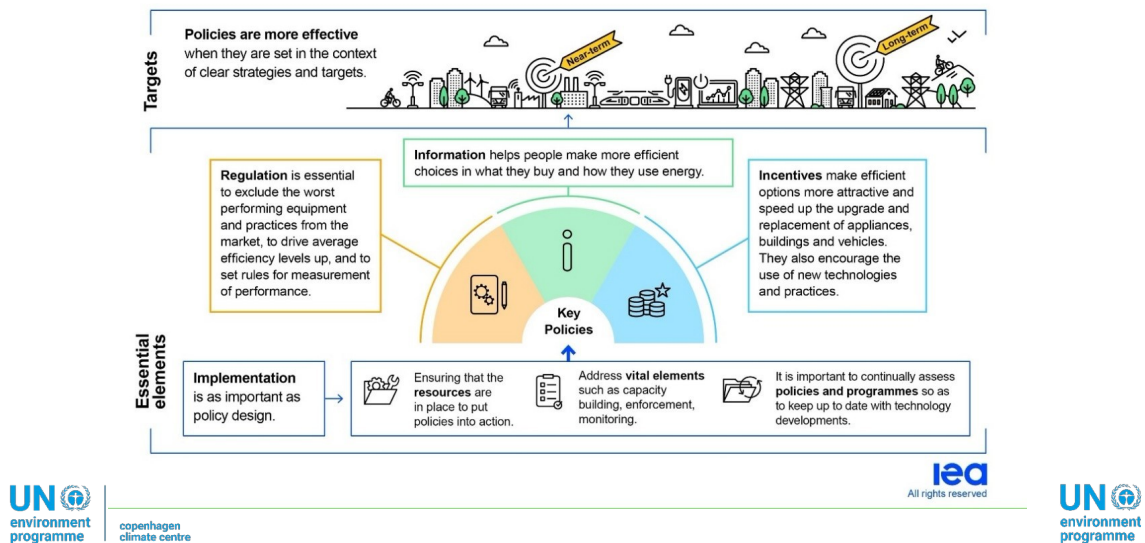 Targets
Policies are more effective
when they are set in the context
of clear strategies and targets.
Near-term
Long-term
Information helps people make more efficient
choices in what they buy and how they use energy.
Regulation is essential
to exclude the worst
performing equipment
and practices from the
market, to drive average
efficiency levels up, and to
set rules for measurement
of performance.
Incentives make efficient
options more attractive and
speed up the upgrade and
replacement of appliances,
buildings and vehicles.
They also encourage the
use of new technologies
and practices.
i
Key
Policies
Essential
elements
Implementation
is as important as
policy design.
Ensuring that the
resources are
in place to put
policies into action.
Address vital elements
such as capacity
building, enforcement,
monitoring.
It is important to continually assess
policies and programmes so as
to keep up to date with technology
developments.
iea
All rights reserved
UN
environment
programme
copenhagen
climate centre
UN
environment
programme